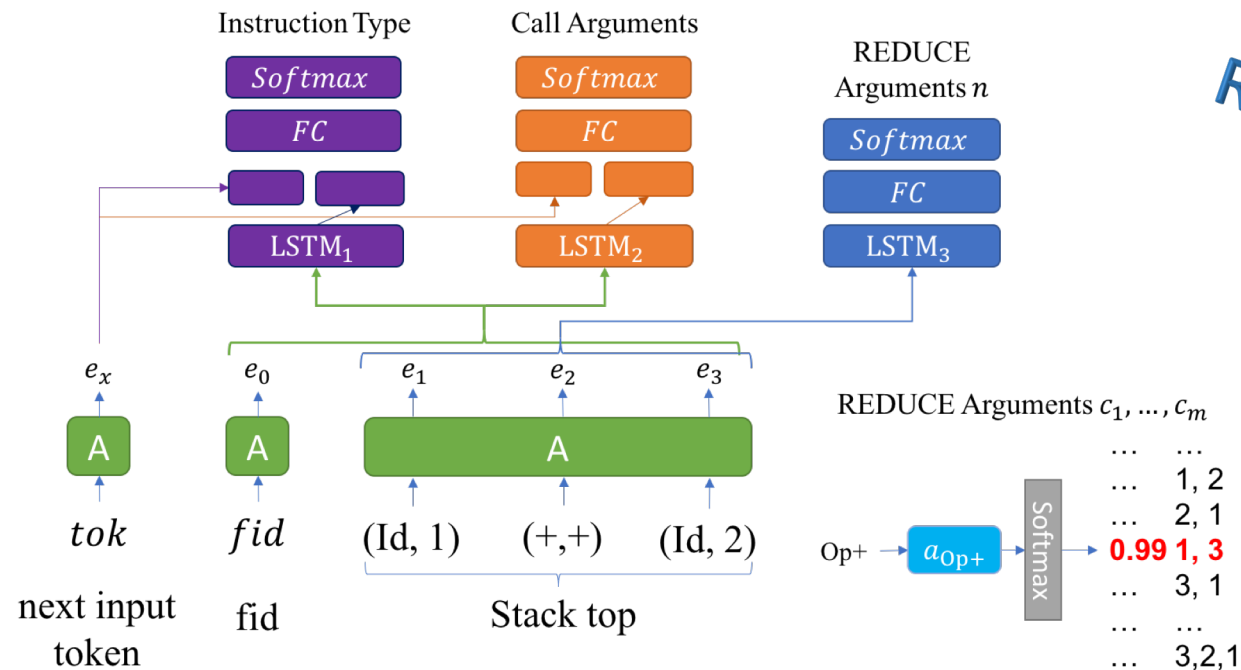 Instruction Type
Call Arguments
REDUCE
Arguments n
Softmax
Softmax
Softmax
FC
FC
FC
LSTM₁
LSTM₂
LSTM₃
R
eₓ
e₀
e₁
e₂
e₃
A
A
A
tok
fid
(Id, 1)
(+,+)
(Id, 2)
next input
token
fid
Stack top
REDUCE Arguments c₁, … , cₘ
… …
… 1, 2
… 2, 1
Op+
a_Op+
Softmax
0.99 1, 3
… 3, 1
… …
… 3,2,1